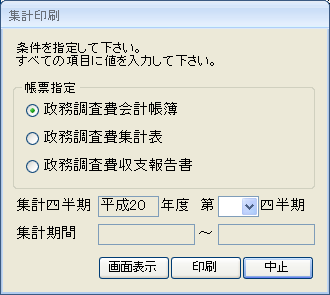 集計印刷
条件を指定して下さい。
すべての項目に値を入力して下さい。
帳票指定
政務調査費会計帳簿
政務調査費集計表
政務調査費収支報告書
集計四半期 平成20 年度 第 四半期
集計期間 ～
画面表示 印刷 中止